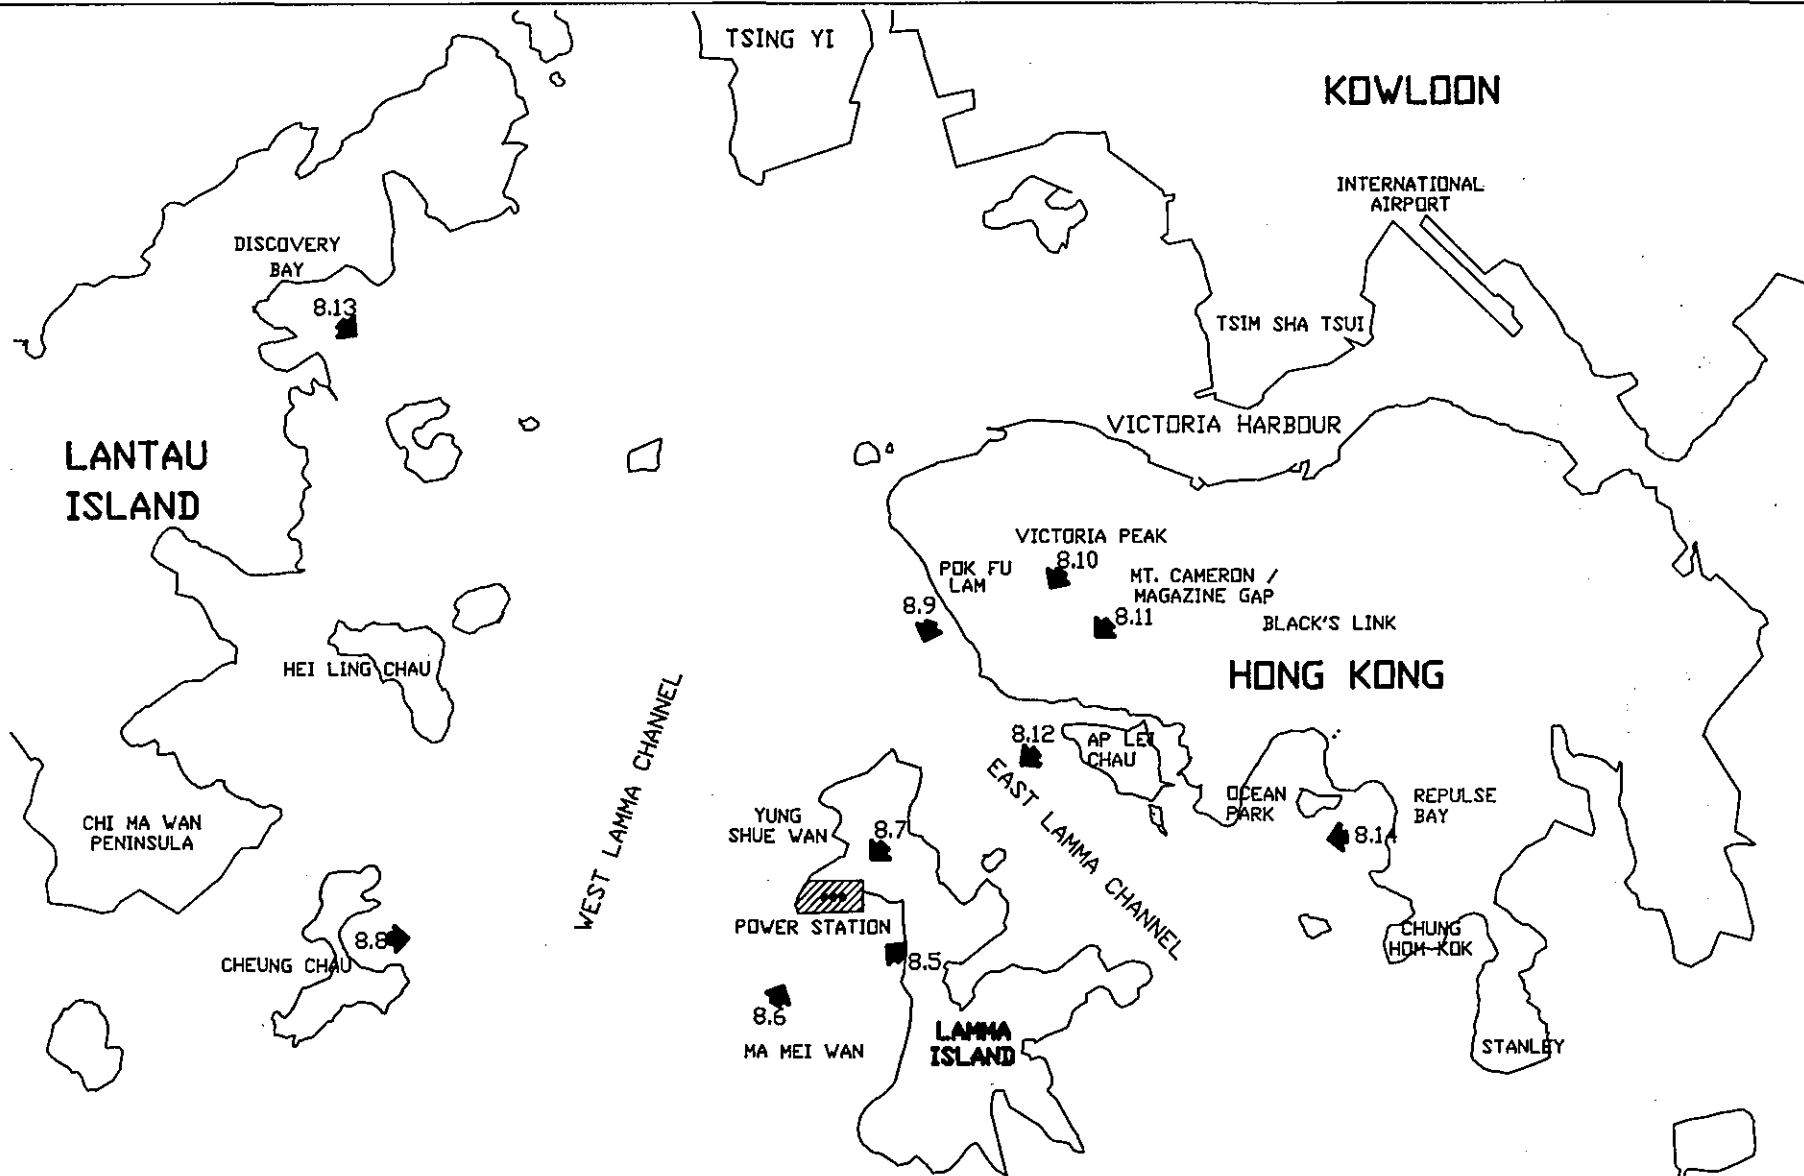 TSING YI
KOWLOON
INTERNATIONAL
AIRPORT
DISCOVERY
BAY
8.13
TSIM SHA TSUI
VICTORIA HARBOUR
LANTAU
ISLAND
VICTORIA PEAK
8.10
POK FU
LAM
MT. CAMERON /
MAGAZINE GAP
8.9
8.11
BLACK'S LINK
HEI LING CHAU
HONG KONG
WEST LAMMA CHANNEL
8.12
AP LEI
CHAU
EAST LAMMA CHANNEL
OCEAN
PARK
REPULSE
BAY
CHI MA WAN
PENINSULA
YUNG
SHUE WAN
8.7
8.14
POWER STATION
CHUNG
HOM KOK
8.8
CHEUNG CHAU
8.5
8.6
MA MEI WAN
LAMMA
ISLAND
STANLEY